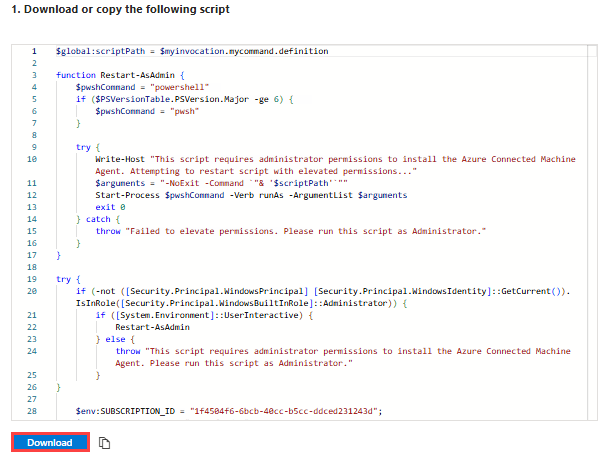 1. Download or copy the following script
1 $global:scriptPath = $myinvocation.mycommand.definition
2
3 function Restart-AsAdmin {
4 $pwshCommand = "powershell"
5 if ($PSVersionTable.PSVersion.Major -ge 6) {
6 $pwshCommand = "pwsh"
7 }
8
9 try {
10 Write-Host "This script requires administrator permissions to install the Azure Connected Machine
Agent. Attempting to restart script with elevated permissions..."
11 $arguments = "-NoExit -Command `"& '$scriptPath'`""
12 Start-Process $pwshCommand -Verb runAs -ArgumentList $arguments
13 exit 0
14 } catch {
15 throw "Failed to elevate permissions. Please run this script as Administrator."
16 }
17 }
18
19 try {
20 if (-not ([Security.Principal.WindowsPrincipal] [Security.Principal.WindowsIdentity]::GetCurrent()).
IsInRole([Security.Principal.WindowsBuiltInRole]::Administrator)) {
21 if ([System.Environment]::UserInteractive) {
22 Restart-AsAdmin
23 } else {
24 throw "This script requires administrator permissions to install the Azure Connected Machine
Agent. Please run this script as Administrator."
25 }
26 }
27
28 $env:SUBSCRIPTION_ID = "1f4504f6-6bcb-40cc-b5cc-ddced231243d";
Download